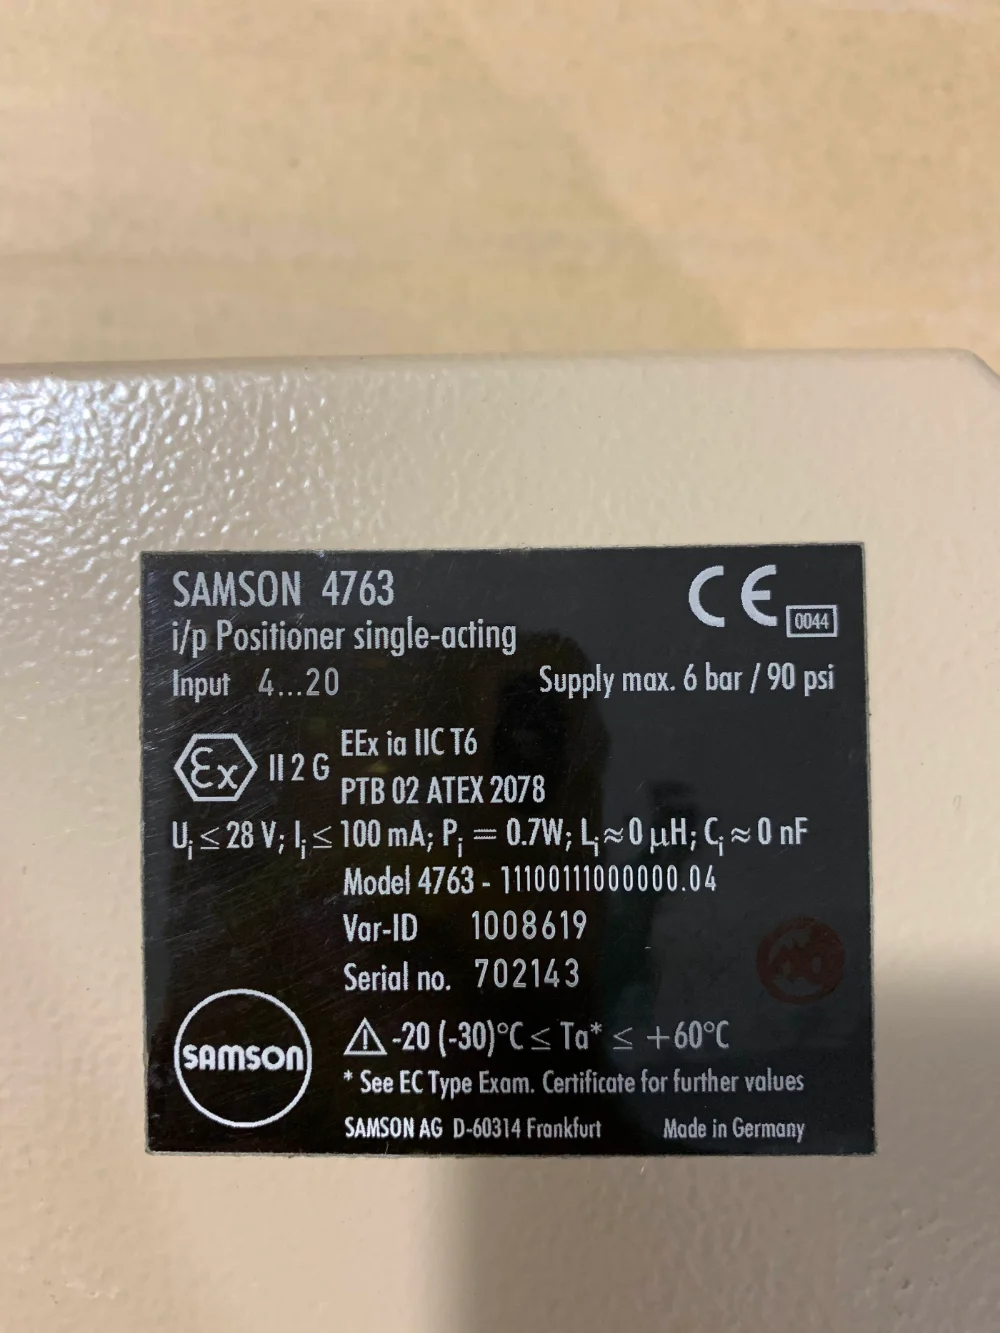 SAMSON 4763
CE 0044
i/p Positioner single-acting
Input 4...20
Supply max. 6 bar / 90 psi
Ex II 2 G
EEx ia IIC T6
PTB 02 ATEX 2078
Ui ≤ 28 V; Ii ≤ 100 mA; Pi = 0.7W; Li ≈ 0 µH; Ci ≈ 0 nF
Model 4763 - 11100111000000.04
Var-ID 1008619
Serial no. 702143
SAMSON
-20 (-30)°C ≤ Ta* ≤ +60°C
* See EC Type Exam. Certificate for further values
SAMSON AG D-60314 Frankfurt
Made in Germany